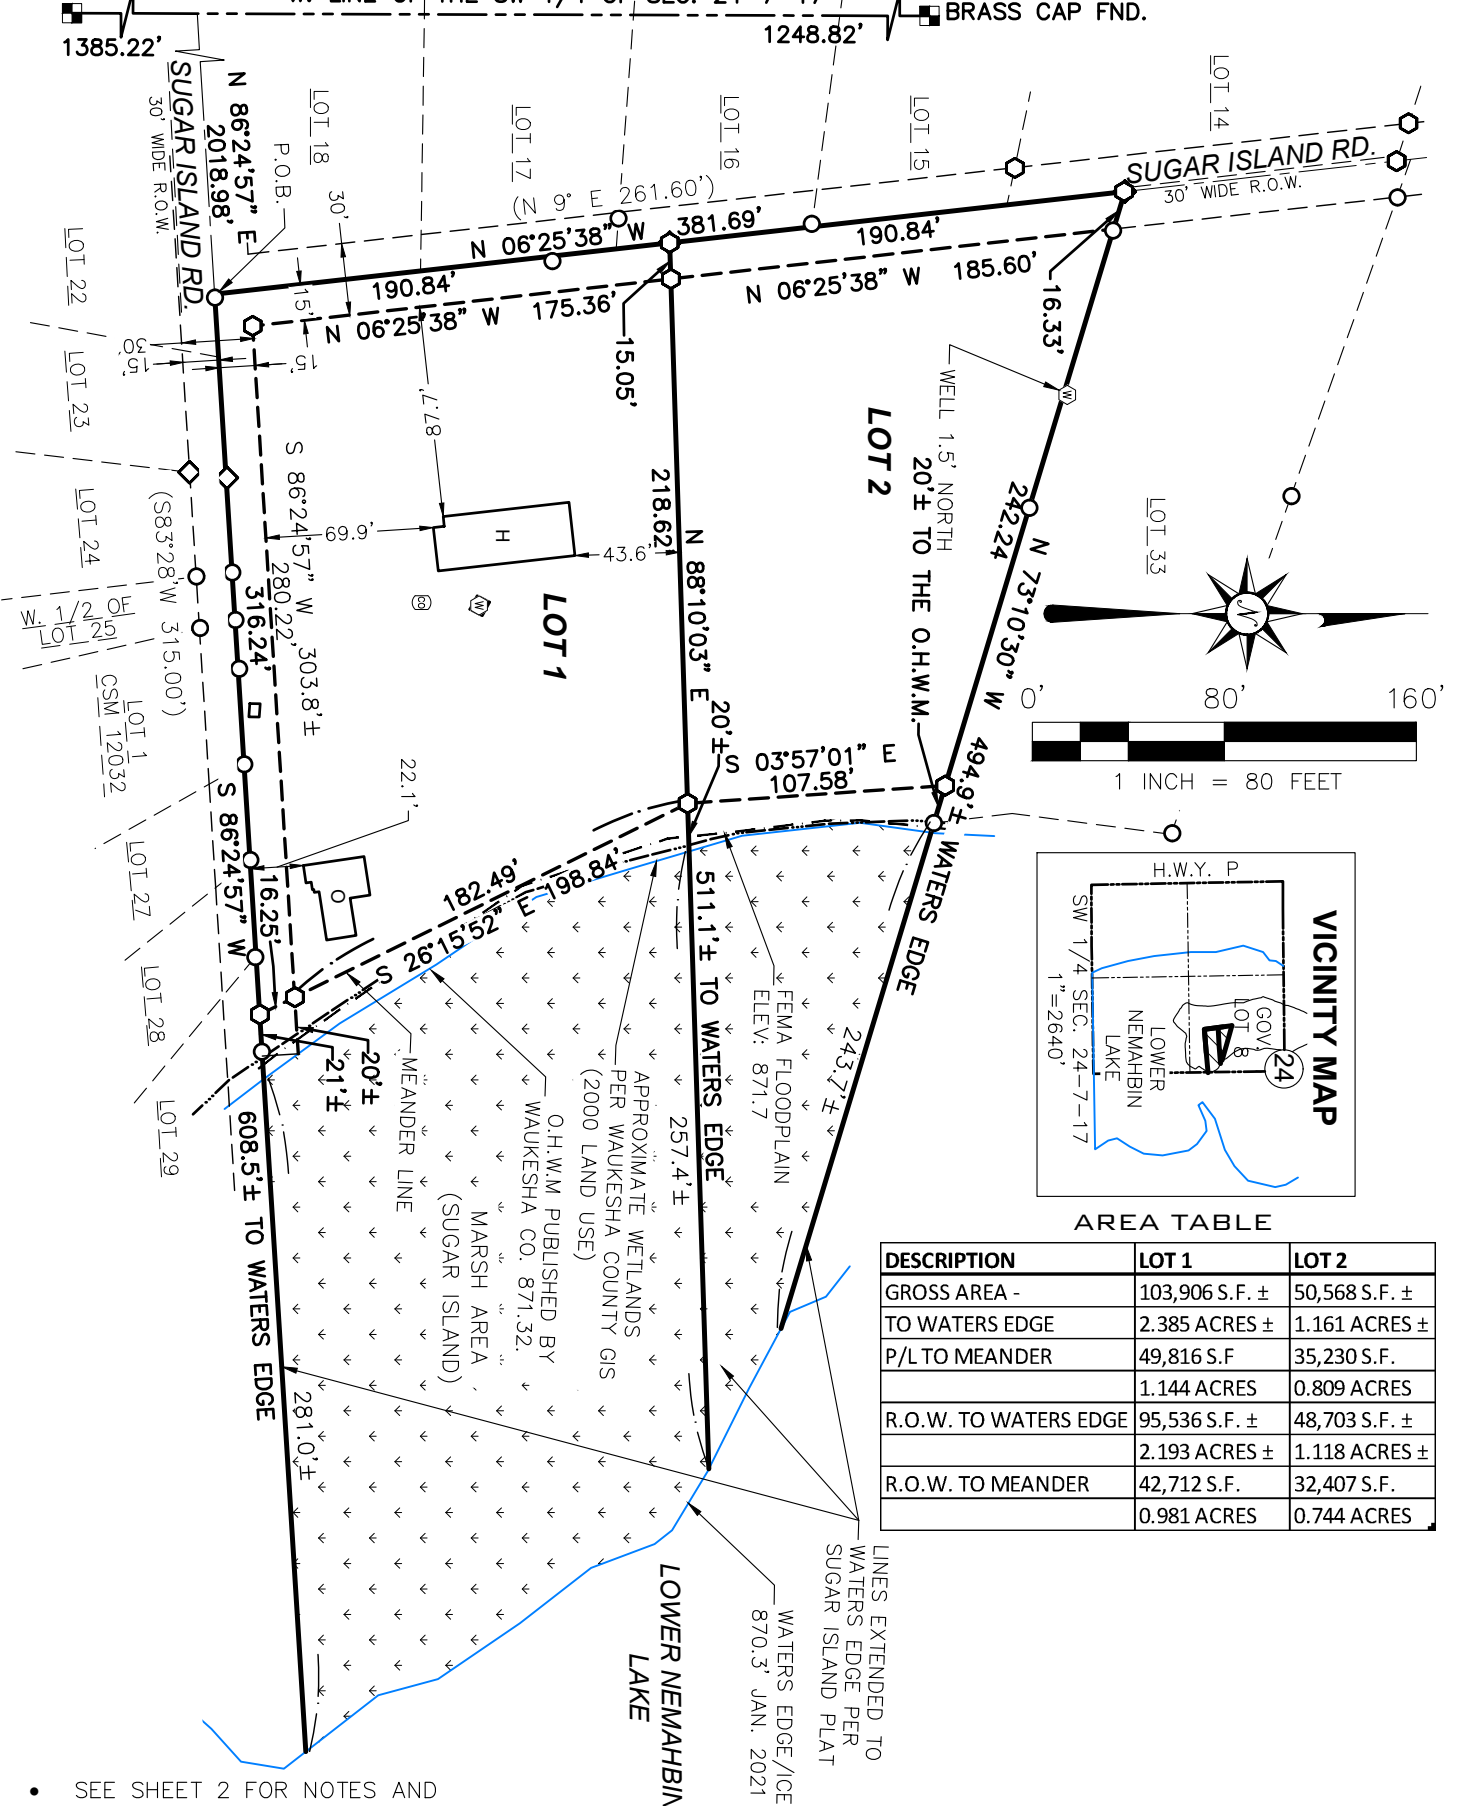 BRASS CAP FND.
1385.22'
1248.82'
SUGAR ISLAND RD.
30' WIDE R.O.W.
N 86°24'57" E
2018.98'
P.O.B.
LOT 18
LOT 17
LOT 16
LOT 15
LOT 14
SUGAR ISLAND RD.
30' WIDE R.O.W.
(N 9° E 261.60')
N 06°25'38" W
381.69'
190.84'
190.84'
30'
15'
N 06°25'38" W
175.36'
N 06°25'38" W
185.60'
15.05'
16.33'
LOT 22
LOT 23
LOT 24
W. 1/2 OF
LOT 25
LOT 1
CSM 12032
LOT 27
LOT 28
LOT 29
LOT 33
30'
15'
15'
87.7'
WELL 1.5' NORTH
W
LOT 2
20'± TO THE O.H.W.M.
242.24
N 73°10'30" W
494.9'± WATERS EDGE
218.62'
N 88°10'03" E
20'±
S 03°57'01" E
107.58'
H
69.9'
43.6'
CO
W
LOT 1
S 86°24'57" W
280.22'
303.8'±
(S83°28'W 315.00')
316.24'
S 86°24'57" W
22.1'
O
16.25'
182.49'
S 26°15'52" E
198.84'
20'±
21'±
MEANDER LINE
608.5'± TO WATERS EDGE
281.0'±
511.1'± TO WATERS EDGE
257.4'±
243.7'±
FEMA FLOODPLAIN
ELEV: 871.7
APPROXIMATE WETLANDS
PER WAUKESHA COUNTY GIS
(2000 LAND USE)
O.H.W.M PUBLISHED BY
WAUKESHA CO. 871.32.
MARSH AREA
(SUGAR ISLAND)
N
0'
80'
160'
1 INCH = 80 FEET
VICINITY MAP
H.W.Y. P
24
GOV'
LOT 8
LOWER
NEMAHBIN
LAKE
SW 1/4 SEC. 24-7-17
1"=2640'
AREA TABLE
DESCRIPTION LOT 1 LOT 2
GROSS AREA - 103,906 S.F. ± 50,568 S.F. ±
TO WATERS EDGE 2.385 ACRES ± 1.161 ACRES ±
P/L TO MEANDER 49,816 S.F 35,230 S.F.
1.144 ACRES 0.809 ACRES
R.O.W. TO WATERS EDGE 95,536 S.F. ± 48,703 S.F. ±
2.193 ACRES ± 1.118 ACRES ±
R.O.W. TO MEANDER 42,712 S.F. 32,407 S.F.
0.981 ACRES 0.744 ACRES
LINES EXTENDED TO
WATERS EDGE PER
SUGAR ISLAND PLAT
WATERS EDGE/ICE
870.3' JAN. 2021
LOWER NEMAHBIN
LAKE
• SEE SHEET 2 FOR NOTES AND